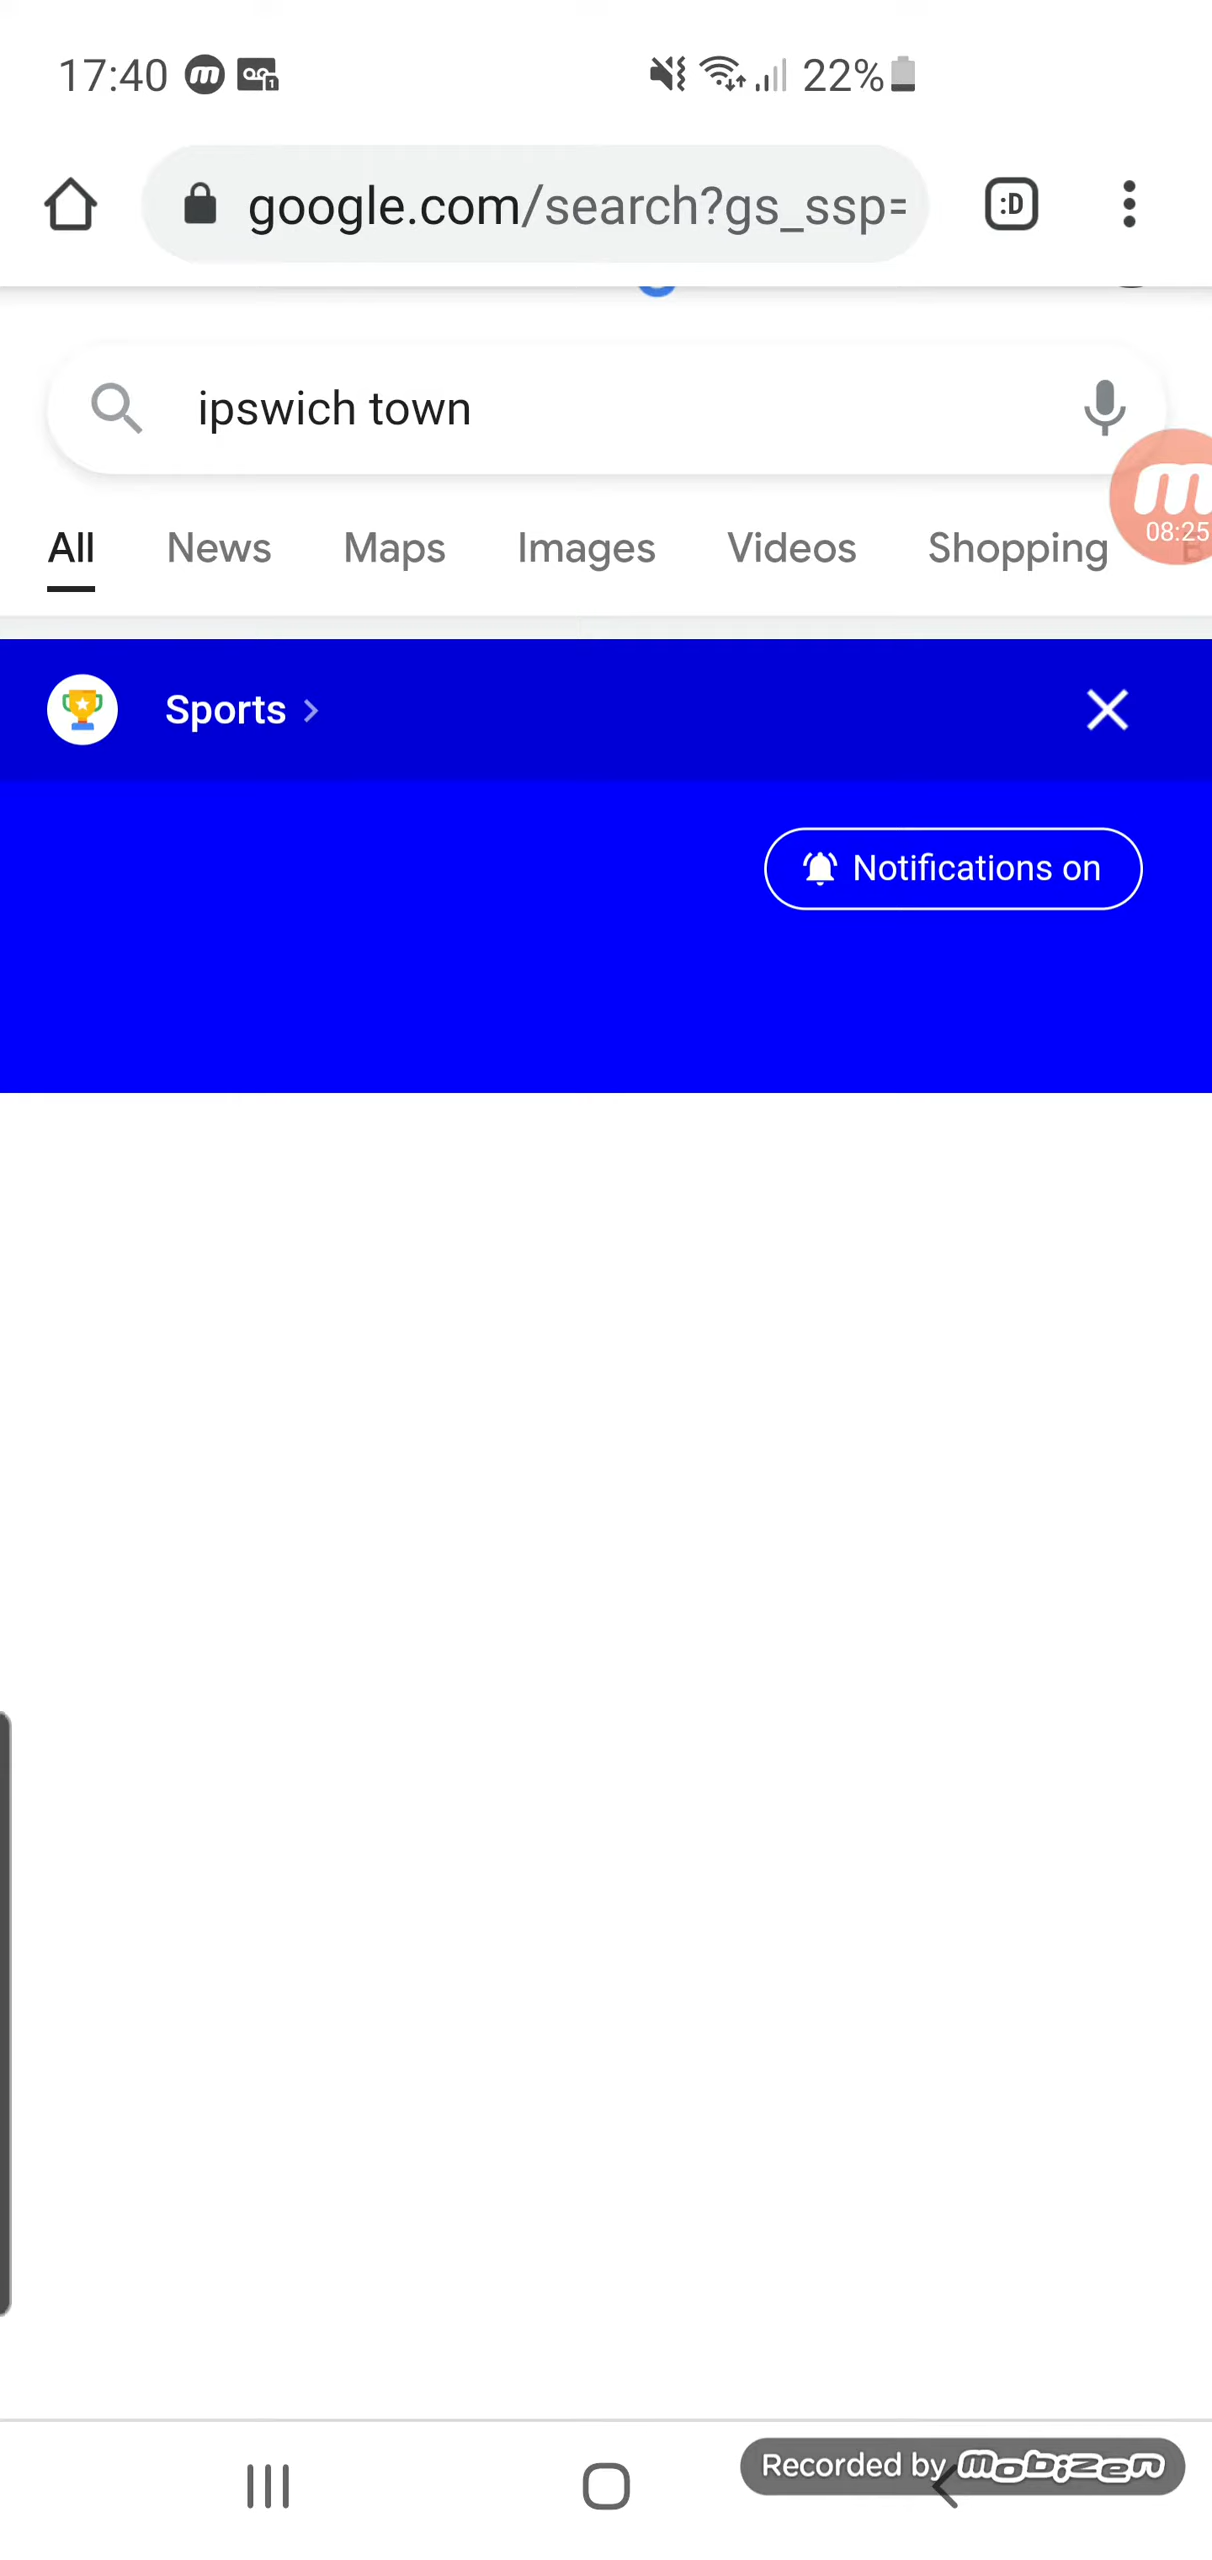 17:40 22%
google.com/search?gs_ssp=
:D
ipswich town
08:25
All News Maps Images Videos Shopping
Sports
Notifications on
Recorded by mobizen